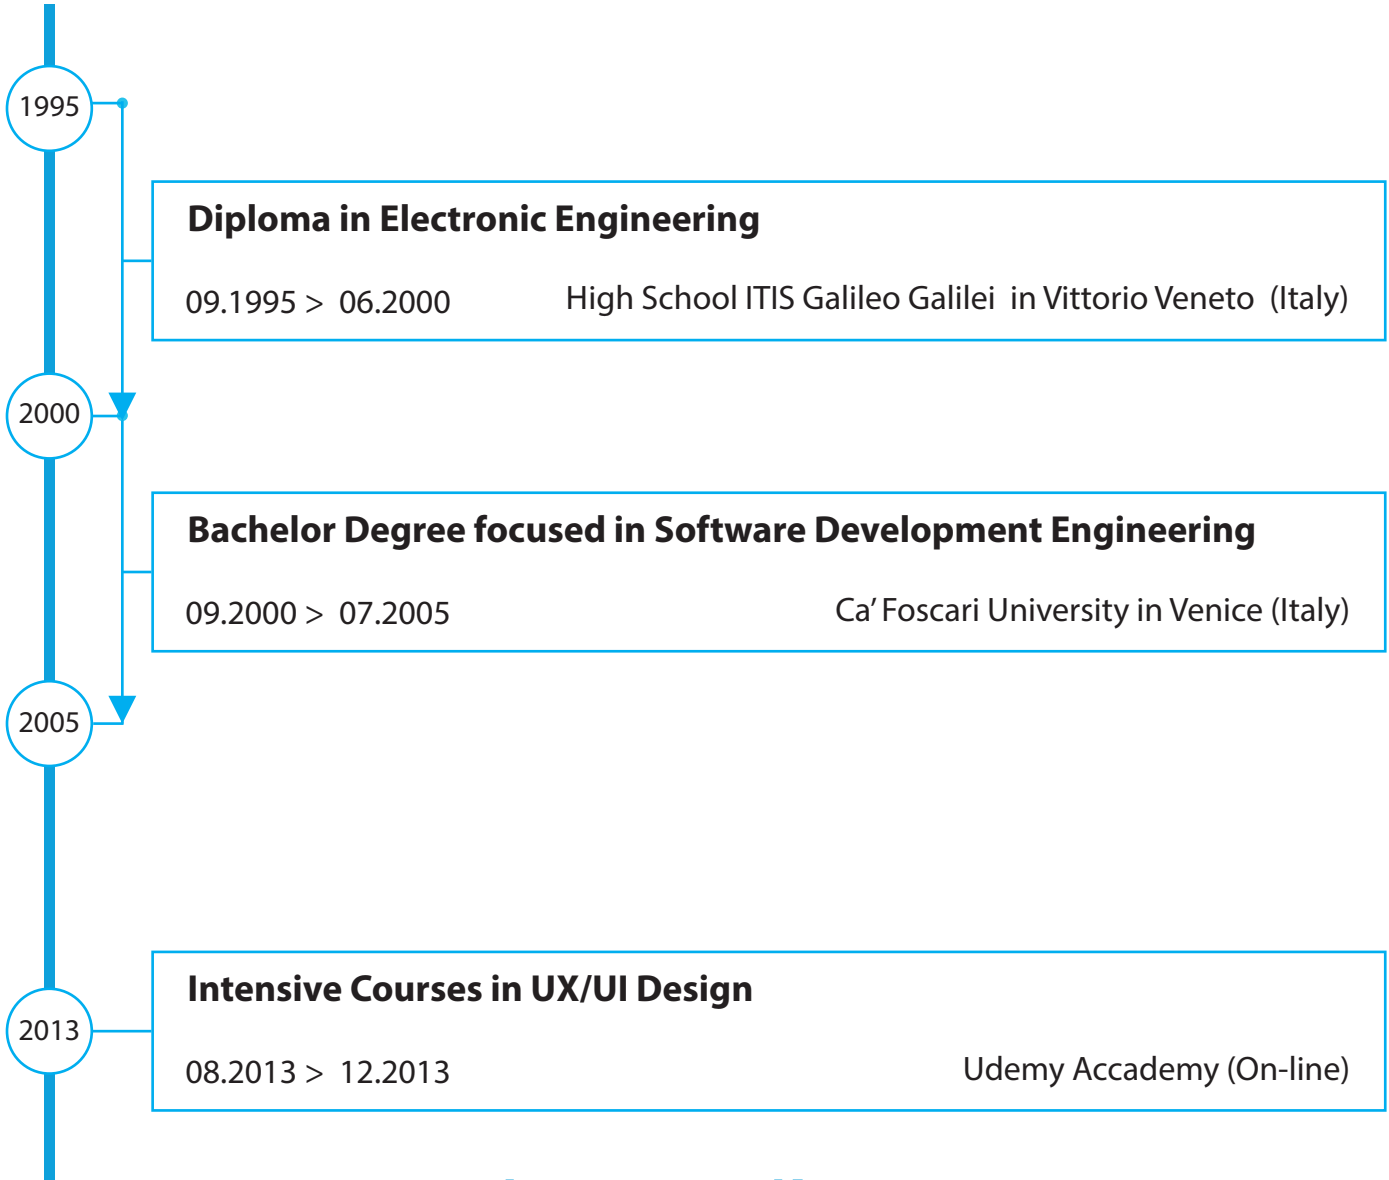 1995
Diploma in Electronic Engineering
09.1995 > 06.2000 High School ITIS Galileo Galilei in Vittorio Veneto (Italy)
2000
Bachelor Degree focused in Software Development Engineering
09.2000 > 07.2005 Ca' Foscari University in Venice (Italy)
2005
Intensive Courses in UX/UI Design
2013
08.2013 > 12.2013 Udemy Accademy (On-line)